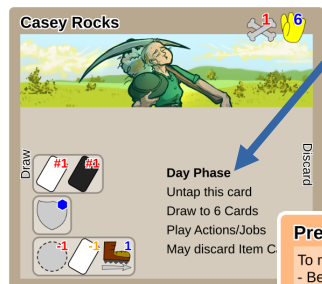 Casey Rocks
1
6
Draw
Discard
#1 #1
-1 -1 1
Day Phase
Untap this card
Draw to 6 Cards
Play Actions/Jobs
May discard Item
Pre
To
- Be